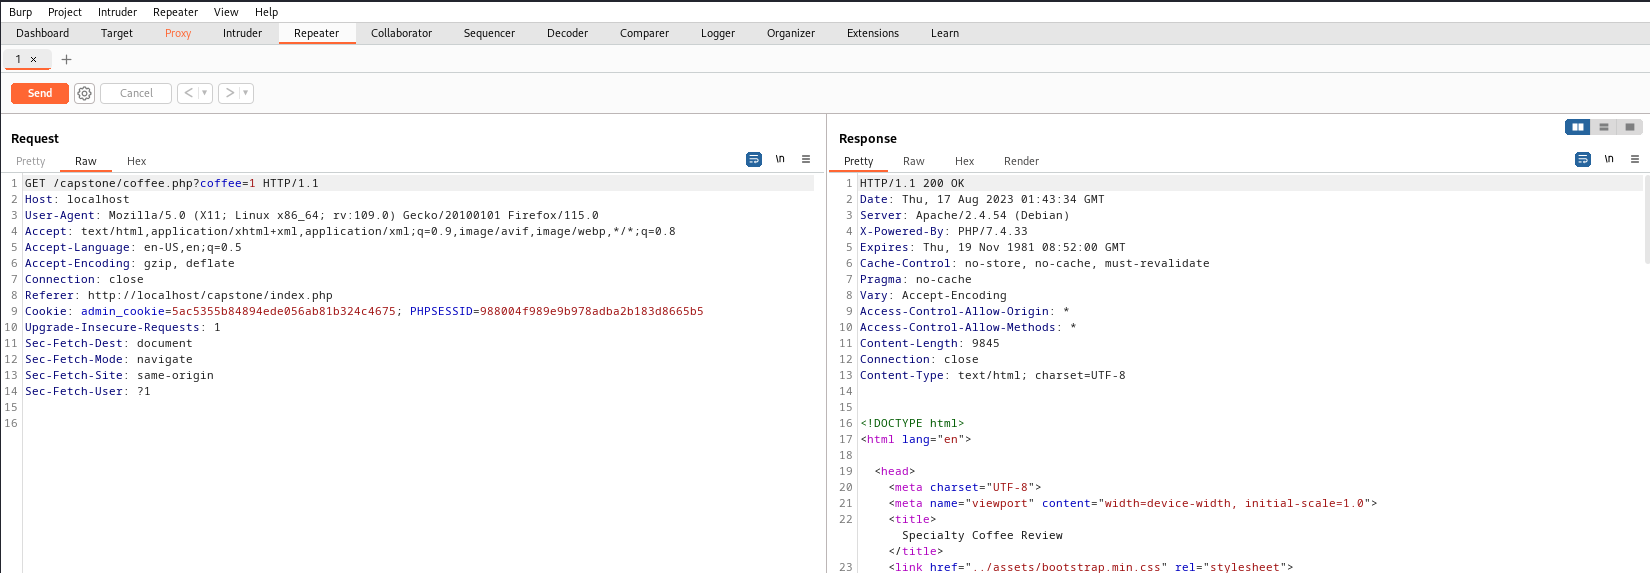 Burp Project Intruder Repeater View Help
Dashboard Target Proxy Intruder Repeater Collaborator Sequencer Decoder Comparer Logger Organizer Extensions Learn
1 × +
Send Cancel < ▾ > ▾
Request
Pretty Raw Hex
\n
1 GET /capstone/coffee.php?coffee=1 HTTP/1.1
2 Host: localhost
3 User-Agent: Mozilla/5.0 (X11; Linux x86_64; rv:109.0) Gecko/20100101 Firefox/115.0
4 Accept: text/html,application/xhtml+xml,application/xml;q=0.9,image/avif,image/webp,*/*;q=0.8
5 Accept-Language: en-US,en;q=0.5
6 Accept-Encoding: gzip, deflate
7 Connection: close
8 Referer: http://localhost/capstone/index.php
9 Cookie: admin_cookie=5ac5355b84894ede056ab81b324c4675; PHPSESSID=988004f989e9b978adba2b183d8665b5
10 Upgrade-Insecure-Requests: 1
11 Sec-Fetch-Dest: document
12 Sec-Fetch-Mode: navigate
13 Sec-Fetch-Site: same-origin
14 Sec-Fetch-User: ?1
15
16
Response
Pretty Raw Hex Render
\n
1 HTTP/1.1 200 OK
2 Date: Thu, 17 Aug 2023 01:43:34 GMT
3 Server: Apache/2.4.54 (Debian)
4 X-Powered-By: PHP/7.4.33
5 Expires: Thu, 19 Nov 1981 08:52:00 GMT
6 Cache-Control: no-store, no-cache, must-revalidate
7 Pragma: no-cache
8 Vary: Accept-Encoding
9 Access-Control-Allow-Origin: *
10 Access-Control-Allow-Methods: *
11 Content-Length: 9845
12 Connection: close
13 Content-Type: text/html; charset=UTF-8
14
15
16 <!DOCTYPE html>
17 <html lang="en">
18
19 <head>
20 <meta charset="UTF-8">
21 <meta name="viewport" content="width=device-width, initial-scale=1.0">
22 <title>
Specialty Coffee Review
</title>
23 <link href="../assets/bootstrap.min.css" rel="stylesheet">